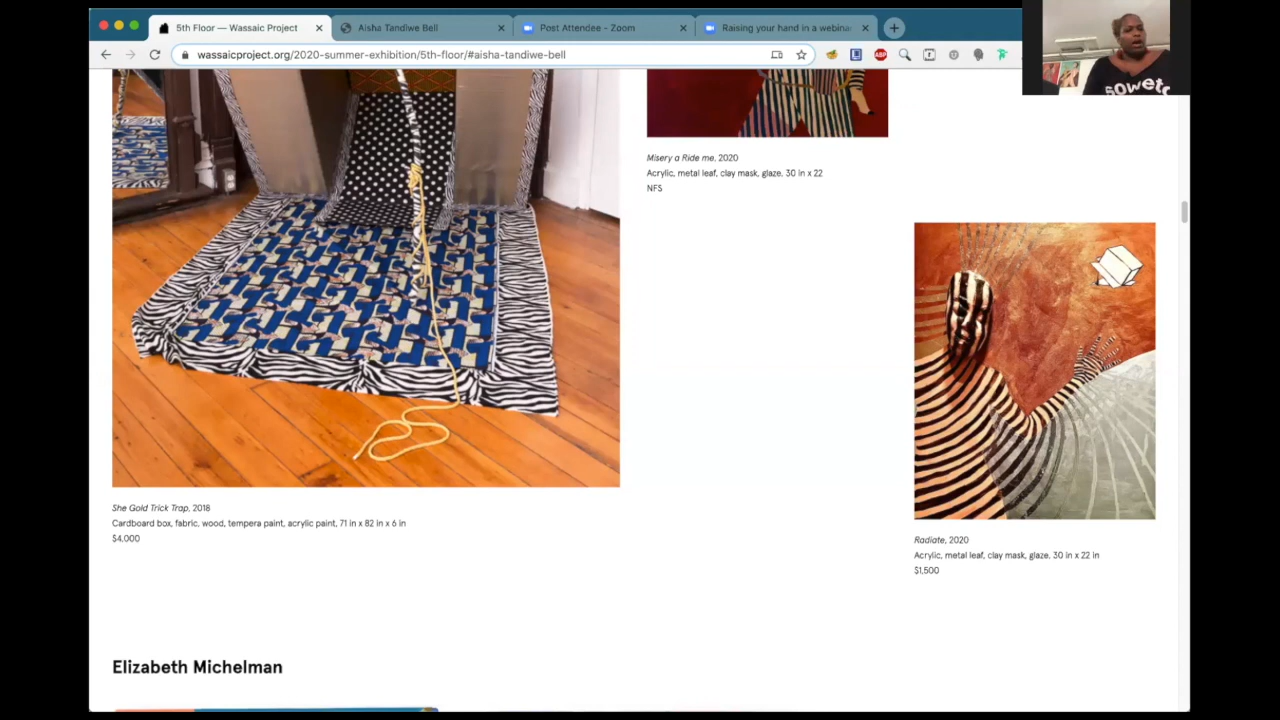 5th Floor — Wassaic Project
Aisha Tandiwe Bell
Post Attendee - Zoom
Raising your hand in a webinar
wassaicproject.org/2020-summer-exhibition/5th-floor/#aisha-tandiwe-bell
ABP
SOWETO
Misery a Ride me, 2020
Acrylic, metal leaf, clay mask, glaze. 30 in x 22
NFS
She Gold Trick Trap, 2018
Cardboard box, fabric, wood, tempera paint, acrylic paint, 71 in x 82 in x 6 in
$4,000
Radiate, 2020
Acrylic, metal leaf, clay mask, glaze. 30 in x 22 in
$1,500
Elizabeth Michelman